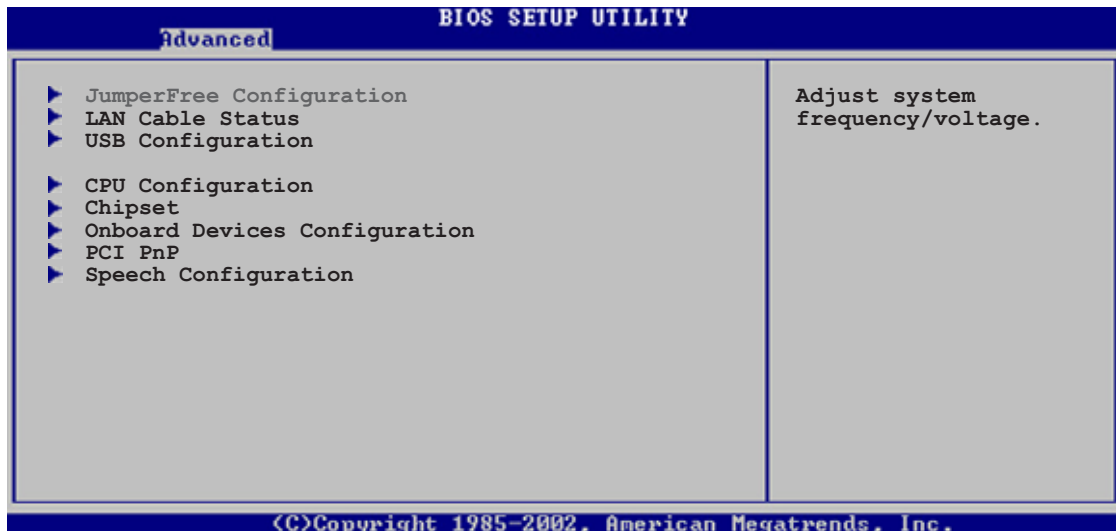 BIOS SETUP UTILITY
Advanced
JumperFree Configuration
LAN Cable Status
USB Configuration
CPU Configuration
Chipset
Onboard Devices Configuration
PCI PnP
Speech Configuration
Adjust system
frequency/voltage.
(C)Copyright 1985-2002, American Megatrends, Inc.